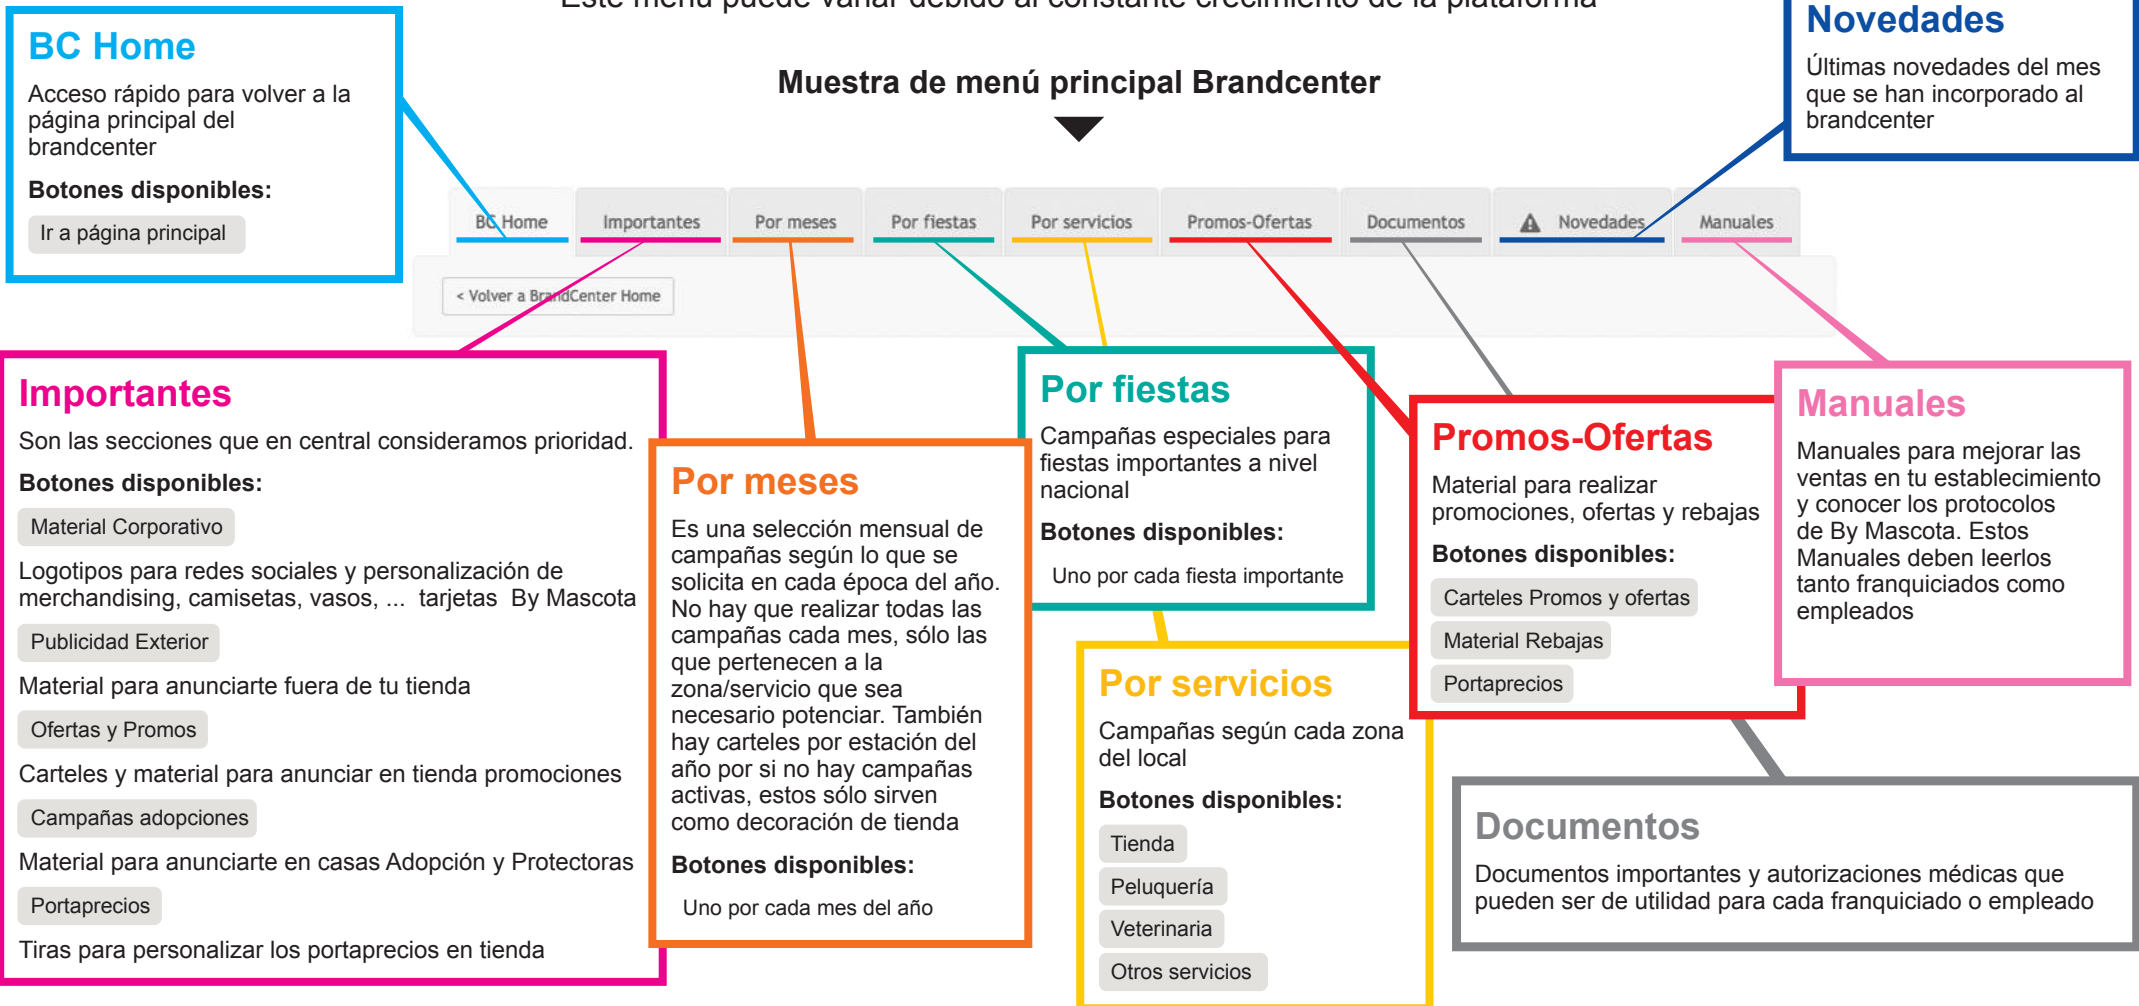 Este menú puede variar debido al constante crecimiento de la plataforma
BC Home
Acceso rápido para volver a la
página principal del
brandcenter
Botones disponibles:
Ir a página principal
Muestra de menú principal Brandcenter
Novedades
Últimas novedades del mes
que se han incorporado al
brandcenter
BC Home
Importantes
Por meses
Por fiestas
Por servicios
Promos-Ofertas
Documentos
Novedades
Manuales
< Volver a BrandCenter Home
Importantes
Son las secciones que en central consideramos prioridad.
Botones disponibles:
Material Corporativo
Logotipos para redes sociales y personalización de
merchandising, camisetas, vasos, ... tarjetas By Mascota
Publicidad Exterior
Material para anunciarte fuera de tu tienda
Ofertas y Promos
Carteles y material para anunciar en tienda promociones
Campañas adopciones
Material para anunciarte en casas Adopción y Protectoras
Portaprecios
Tiras para personalizar los portaprecios en tienda
Por meses
Es una selección mensual de
campañas según lo que se
solicita en cada época del año.
No hay que realizar todas las
campañas cada mes, sólo las
que pertenecen a la
zona/servicio que sea
necesario potenciar. También
hay carteles por estación del
año por si no hay campañas
activas, estos sólo sirven
como decoración de tienda
Botones disponibles:
Uno por cada mes del año
Por fiestas
Campañas especiales para
fiestas importantes a nivel
nacional
Botones disponibles:
Uno por cada fiesta importante
Por servicios
Campañas según cada zona
del local
Botones disponibles:
Tienda
Peluquería
Veterinaria
Otros servicios
Promos-Ofertas
Material para realizar
promociones, ofertas y rebajas
Botones disponibles:
Carteles Promos y ofertas
Material Rebajas
Portaprecios
Manuales
Manuales para mejorar las
ventas en tu establecimiento
y conocer los protocolos
de By Mascota. Estos
Manuales deben leerlos
tanto franquiciados como
empleados
Documentos
Documentos importantes y autorizaciones médicas que
pueden ser de utilidad para cada franquiciado o empleado